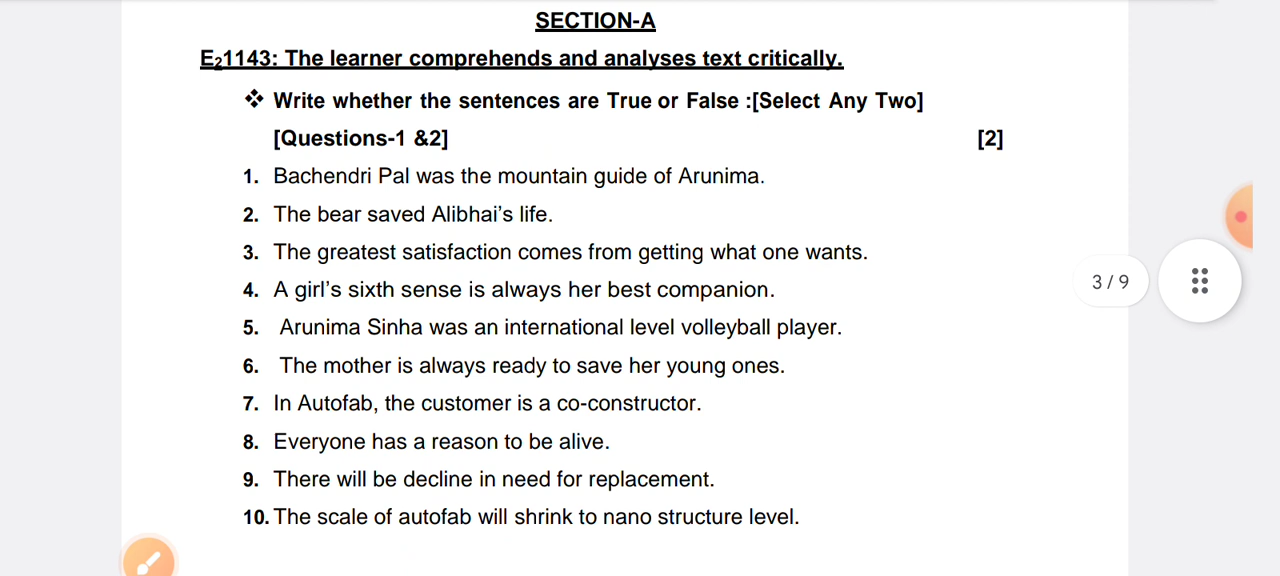 SECTION-A
E₂1143: The learner comprehends and analyses text critically.
❖ Write whether the sentences are True or False :[Select Any Two]
[Questions-1 &2] [2]
1. Bachendri Pal was the mountain guide of Arunima.
2. The bear saved Alibhai’s life.
3. The greatest satisfaction comes from getting what one wants.
4. A girl’s sixth sense is always her best companion.
3 / 9
5. Arunima Sinha was an international level volleyball player.
6. The mother is always ready to save her young ones.
7. In Autofab, the customer is a co-constructor.
8. Everyone has a reason to be alive.
9. There will be decline in need for replacement.
10. The scale of autofab will shrink to nano structure level.